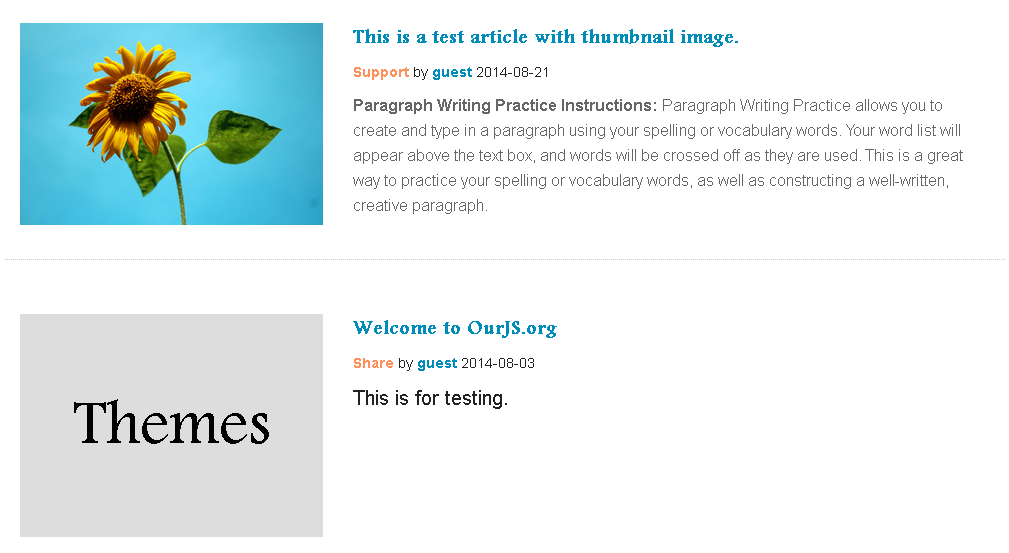 This is a test article with thumbnail image.
Support by guest 2014-08-21
Paragraph Writing Practice Instructions: Paragraph Writing Practice allows you to
create and type in a paragraph using your spelling or vocabulary words. Your word list will
appear above the text box, and words will be crossed off as they are used. This is a great
way to practice your spelling or vocabulary words, as well as constructing a well-written,
creative paragraph.
Themes
Welcome to OurJS.org
Share by guest 2014-08-03
This is for testing.